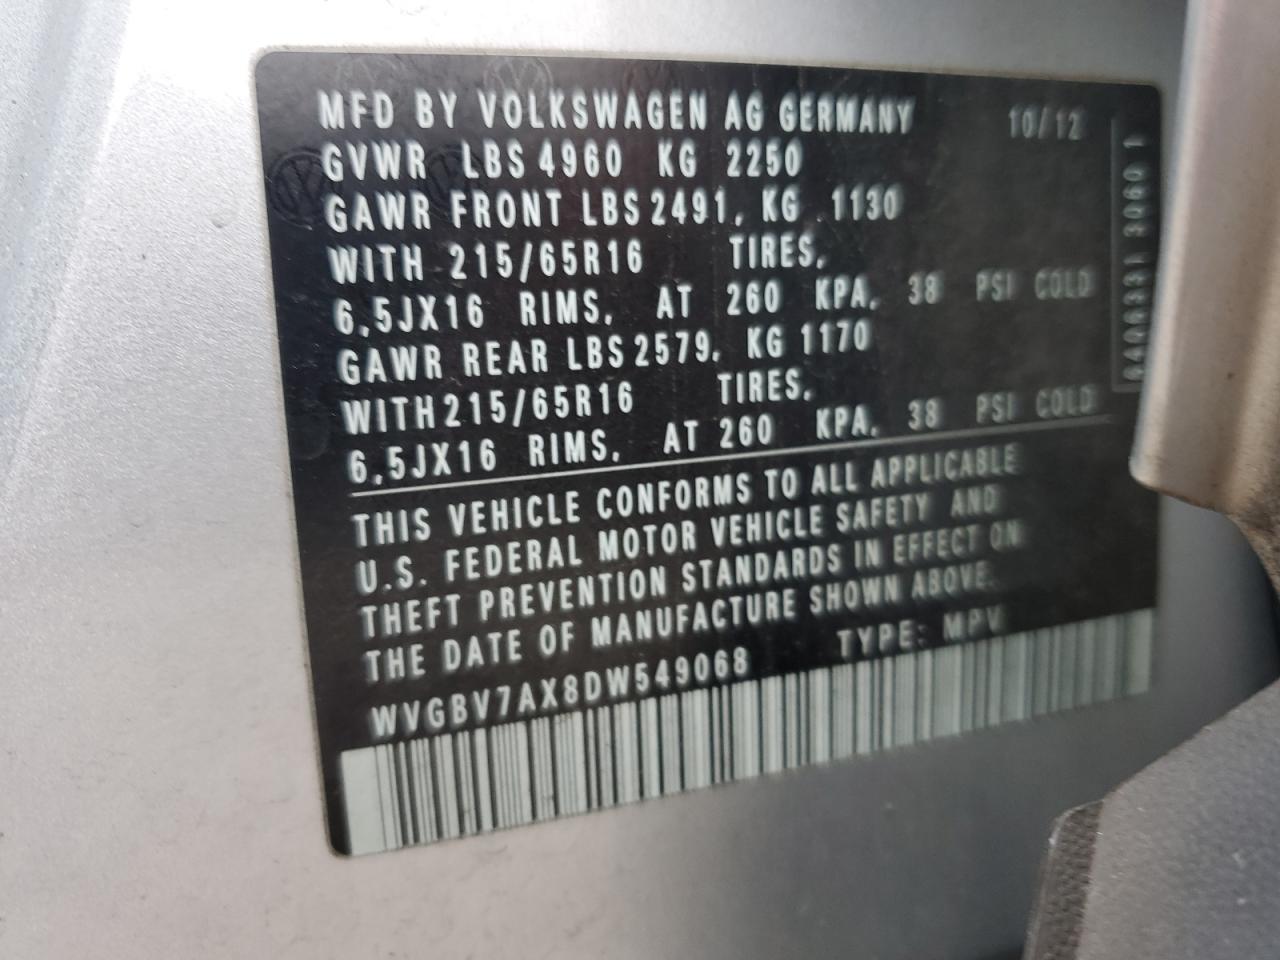 MFD BY VOLKSWAGEN AG GERMANY 10/12
GVWR LBS 4960 KG 2250
GAWR FRONT LBS 2491, KG 1130
WITH 215/65R16 TIRES,
6,5JX16 RIMS, AT 260 KPA, 38 PSI COLD
GAWR REAR LBS 2579, KG 1170
WITH 215/65R16 TIRES,
6,5JX16 RIMS, AT 260 KPA, 38 PSI COLD
THIS VEHICLE CONFORMS TO ALL APPLICABLE
U.S. FEDERAL MOTOR VEHICLE SAFETY AND
THEFT PREVENTION STANDARDS IN EFFECT ON
THE DATE OF MANUFACTURE SHOWN ABOVE.
WVGBV7AX8DW549068 TYPE: MPV